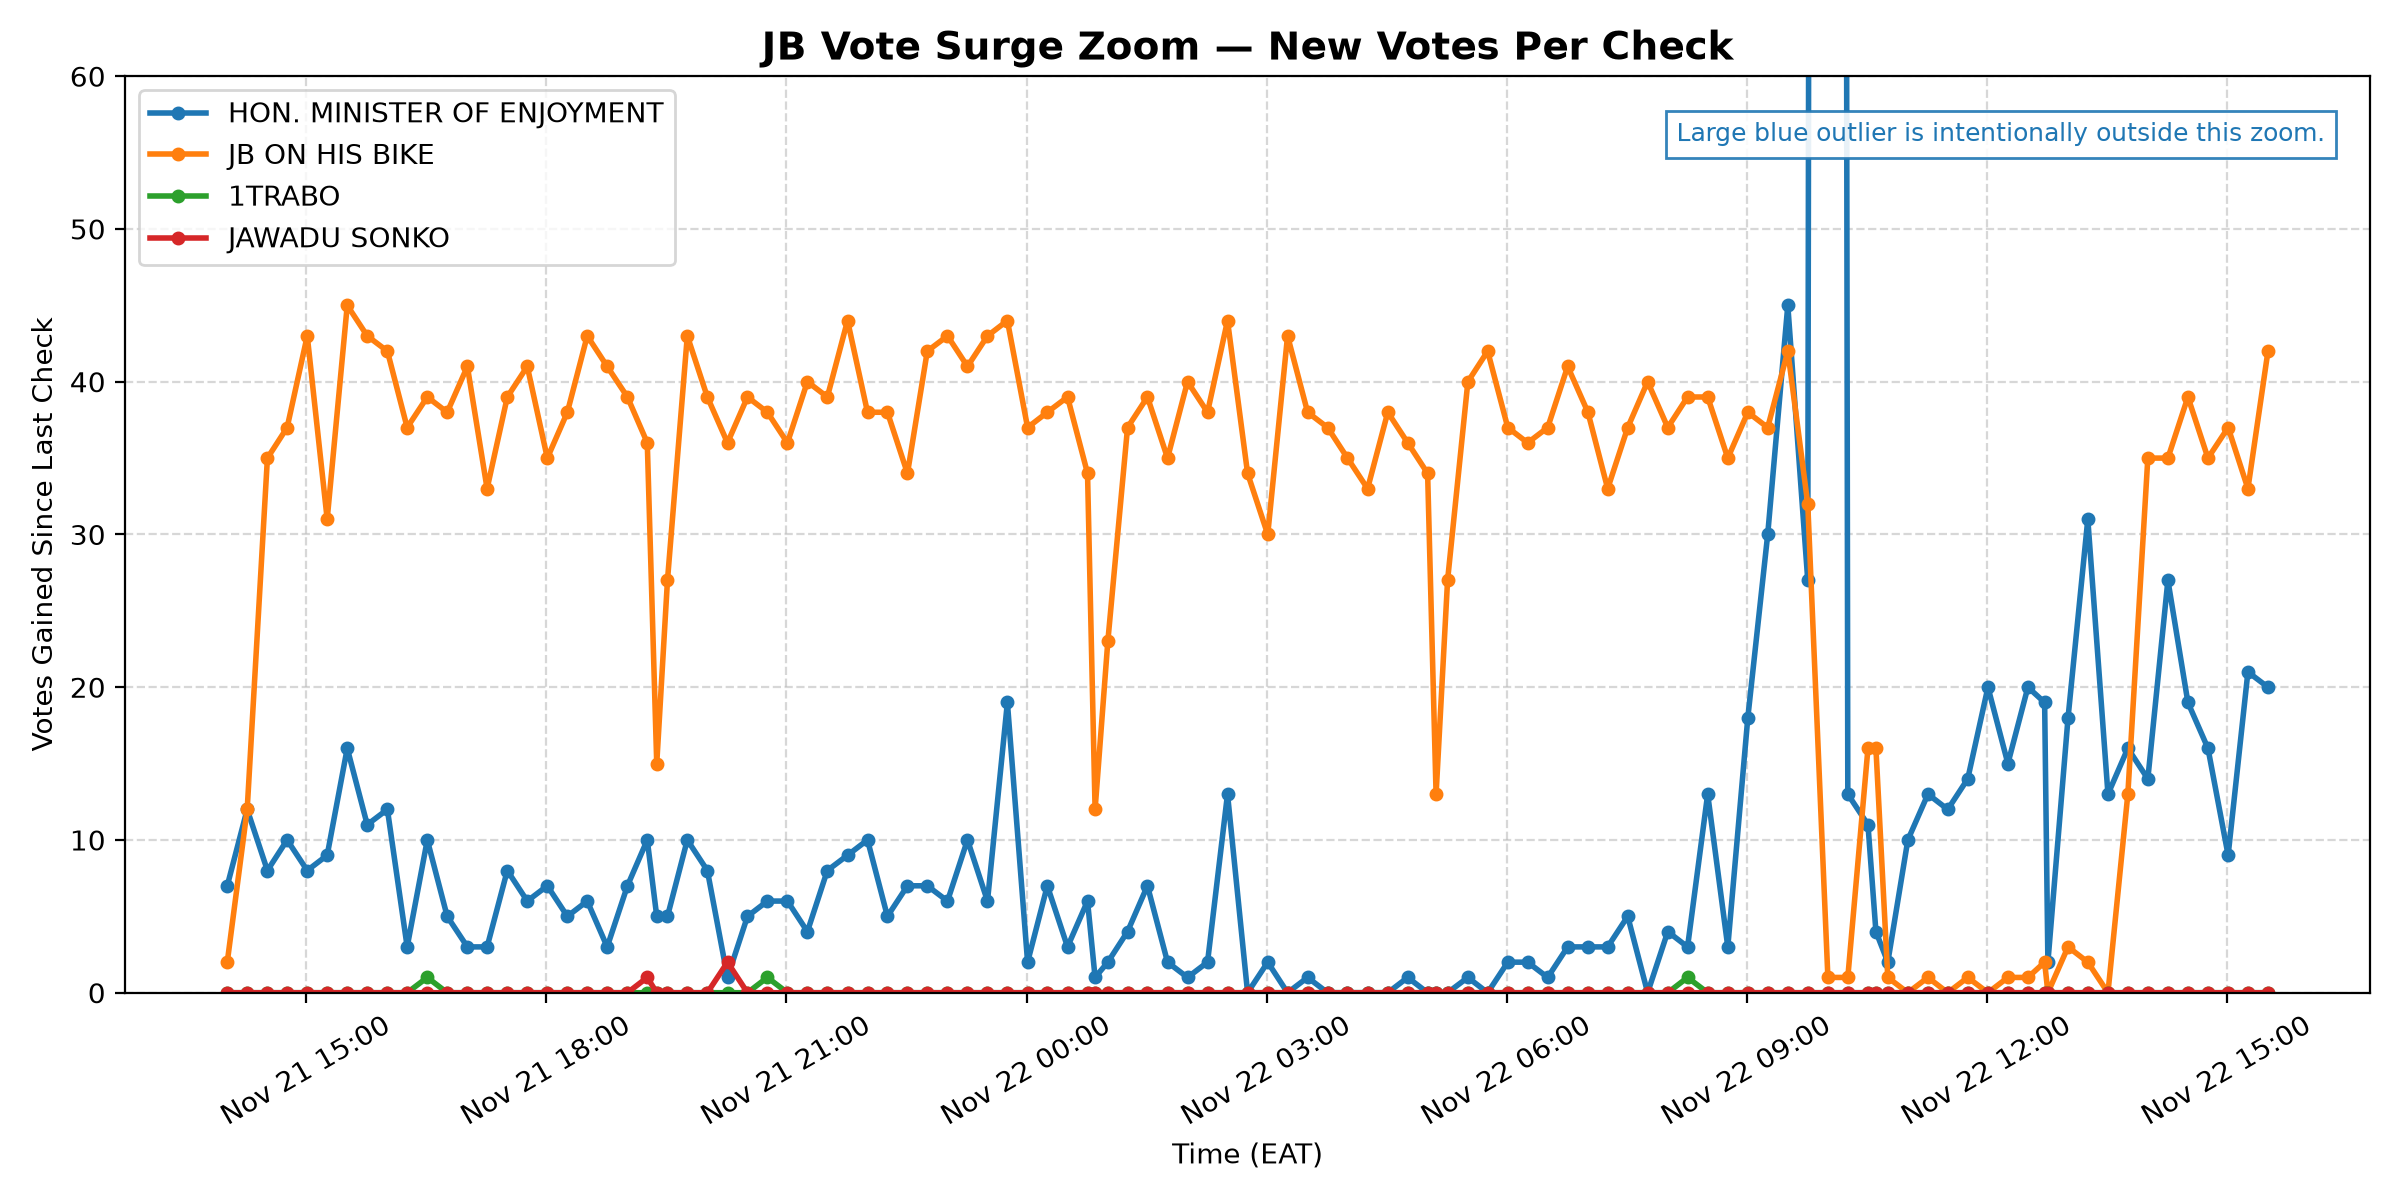 JB Vote Surge Zoom — New Votes Per Check
HON. MINISTER OF ENJOYMENT
JB ON HIS BIKE
1TRABO
JAWADU SONKO
Large blue outlier is intentionally outside this zoom.
Votes Gained Since Last Check
60
50
40
30
20
10
0
Nov 21 15:00
Nov 21 18:00
Nov 21 21:00
Nov 22 00:00
Nov 22 03:00
Nov 22 06:00
Nov 22 09:00
Nov 22 12:00
Nov 22 15:00
Time (EAT)